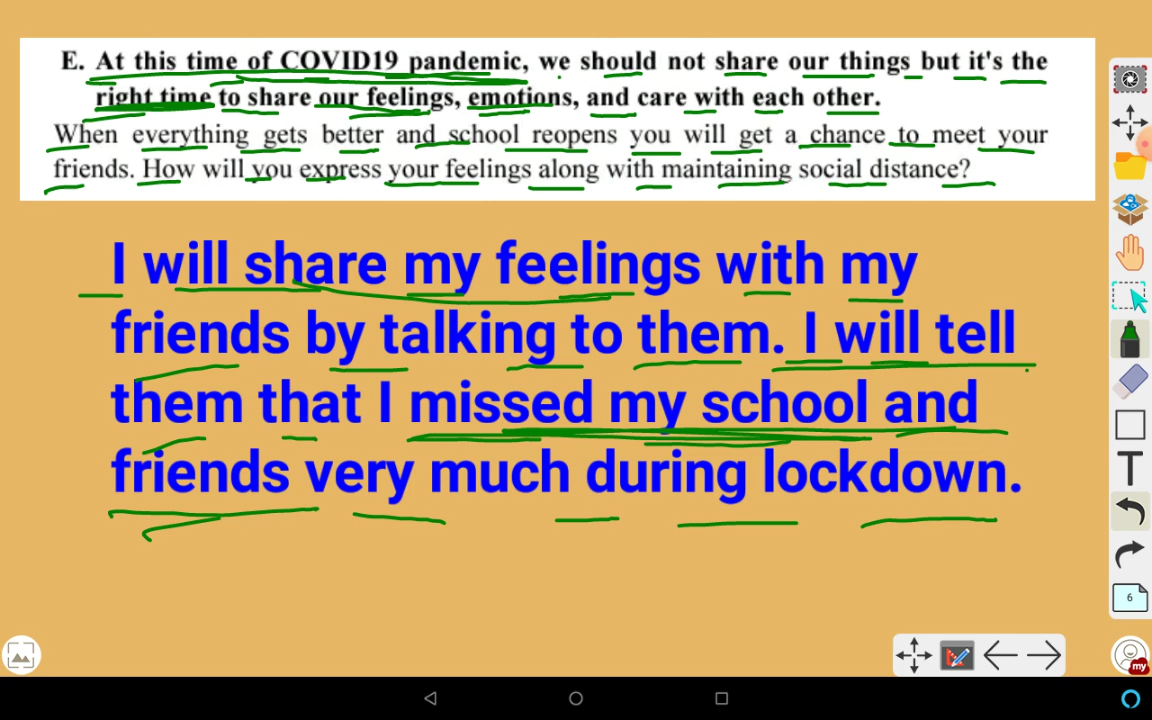 E. At this time of COVID19 pandemic, we should not share our things but it's the
right time to share our feelings, emotions, and care with each other.
When everything gets better and school reopens you will get a chance to meet your
friends. How will you express your feelings along with maintaining social distance?
I will share my feelings with my
friends by talking to them. I will tell
them that I missed my school and
friends very much during lockdown.
T
6
my